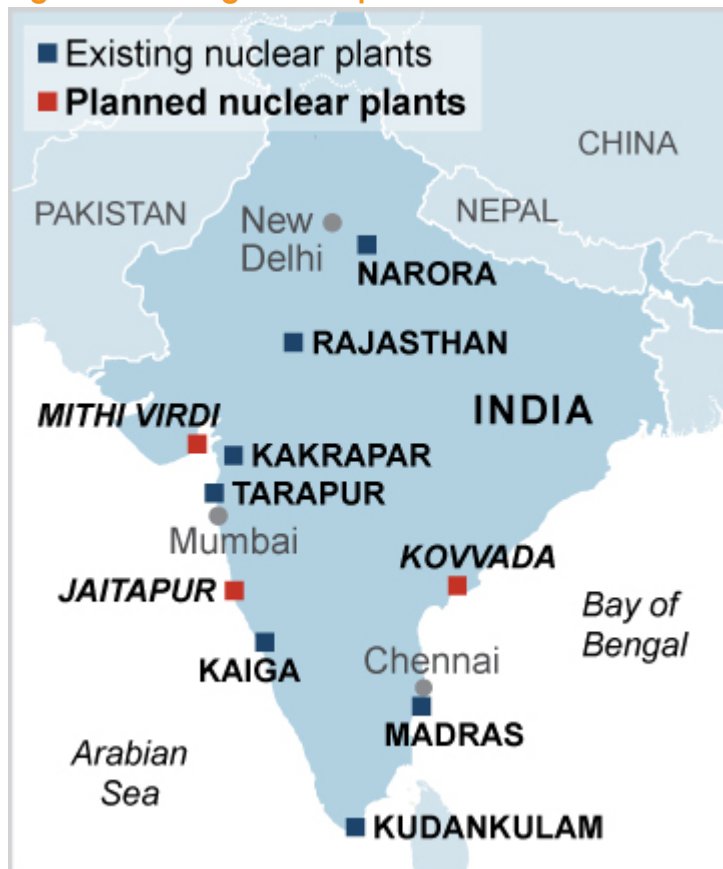 Existing nuclear plants
Planned nuclear plants
CHINA
PAKISTAN
New
Delhi
NEPAL
NARORA
RAJASTHAN
INDIA
MITHI VIRDI
KAKRAPAR
TARAPUR
Mumbai
KOVVADA
JAITAPUR
Bay of
Bengal
KAIGA
Chennai
MADRAS
Arabian
Sea
KUDANKULAM